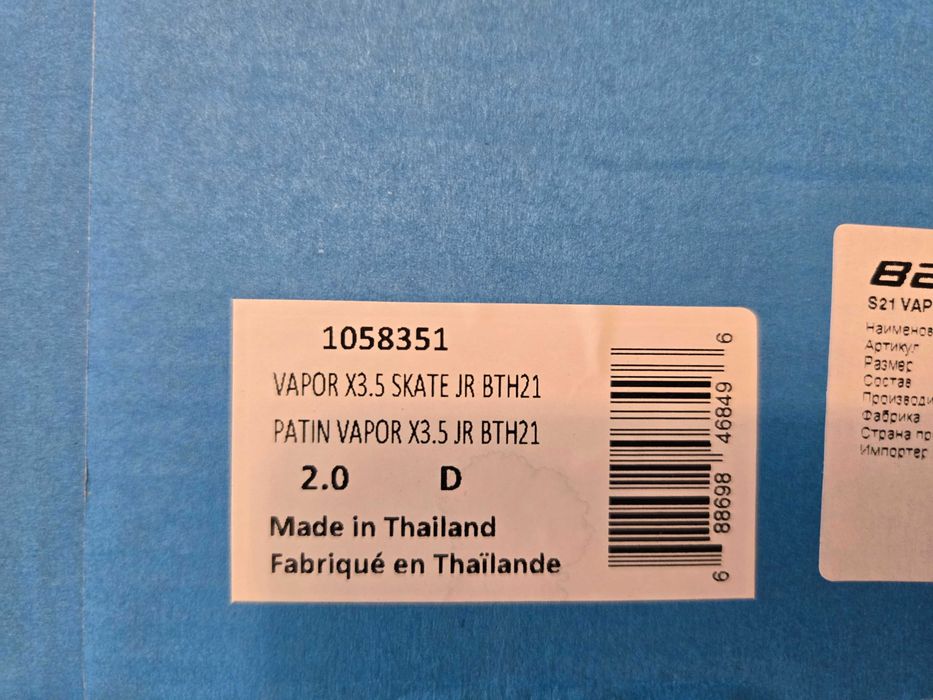 1058351
VAPOR X3.5 SKATE JR BTH21
PATIN VAPOR X3.5 JR BTH21
2.0 D
Made in Thailand
Fabriqué en Thaïlande
6 88698 46849 6
S21 VAP
Наименов
Артикул
Размер
Состав
Производи
Фабрика
Страна пр
Импортер